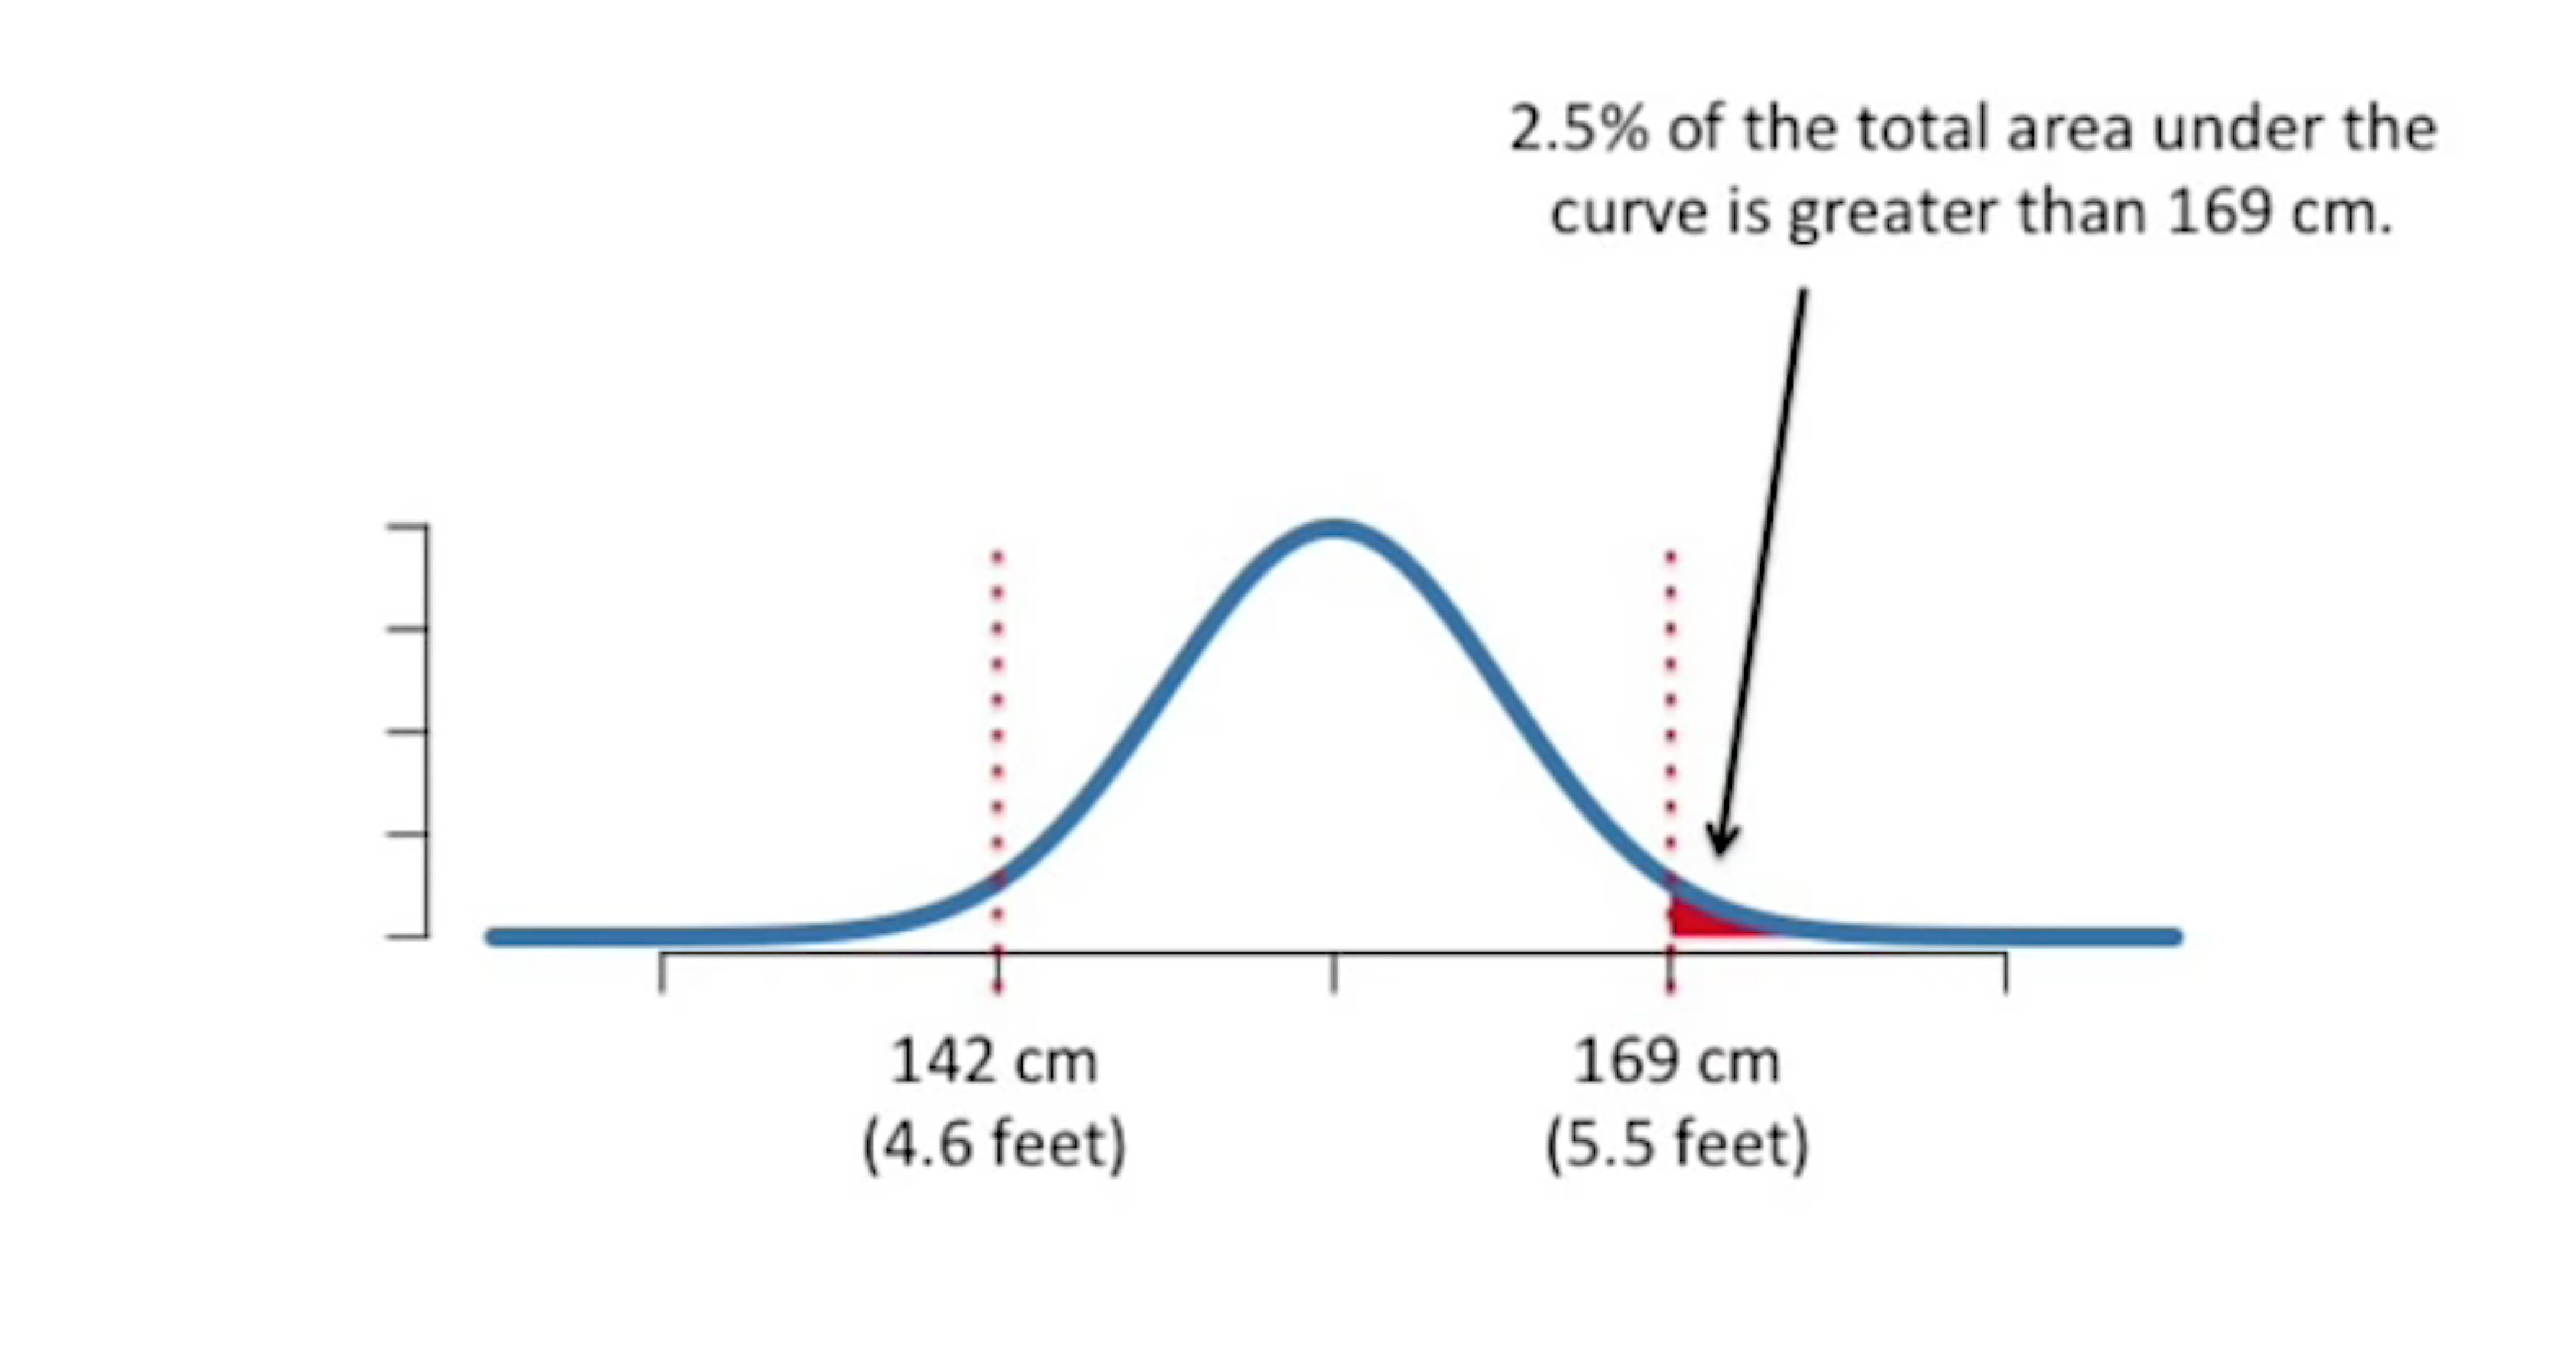 2.5% of the total area under the
curve is greater than 169 cm.
142 cm
(4.6 feet)
169 cm
(5.5 feet)